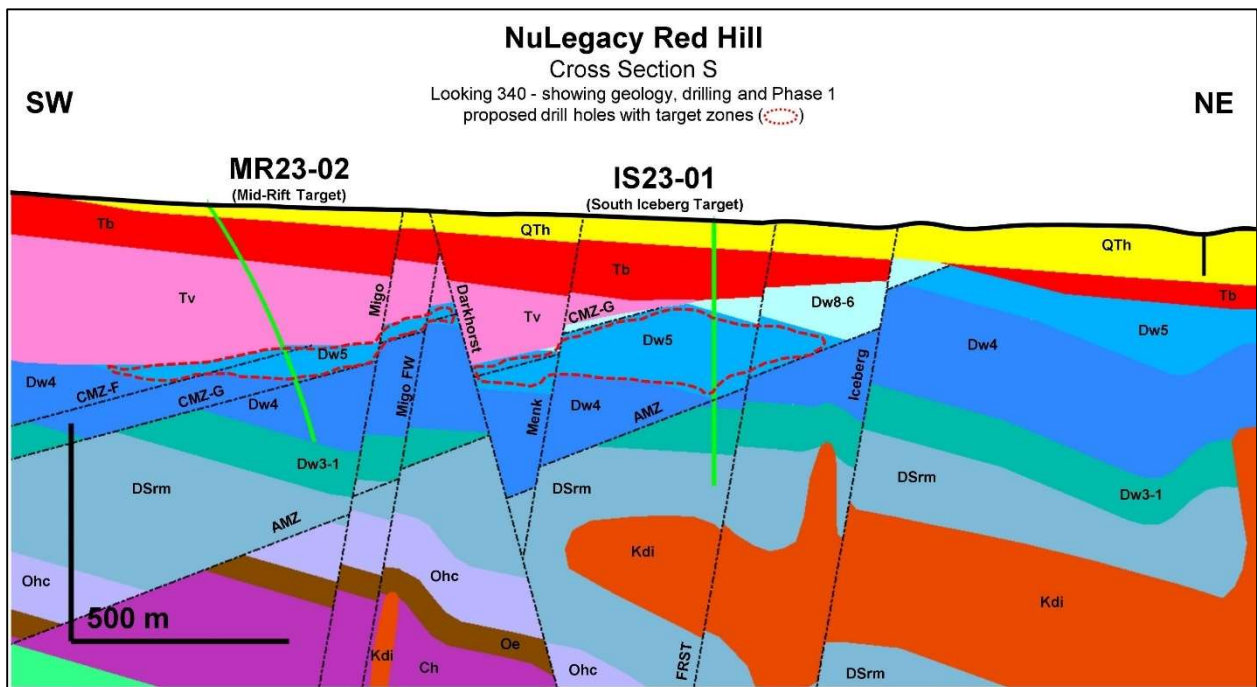 NuLegacy Red Hill
Cross Section S
Looking 340 - showing geology, drilling and Phase 1
proposed drill holes with target zones ( )
SW
NE
MR23-02
(Mid-Rift Target)
IS23-01
(South Iceberg Target)
Tb
QTh
QTh
Tv
Migo
Darkhorst
Tb
Tb
Dw8-6
Tv
CMZ-G
Dw5
Dw5
Dw4
Dw5
Dw4
CMZ-F
CMZ-G
Dw4
Migo FW
Menk
Dw4
AMZ
Iceberg
Dw3-1
DSrm
DSrm
DSrm
Dw3-1
AMZ
Kdi
Ohc
Ohc
Kdi
500 m
Kdi
Ch
Oe
Ohc
FRST
DSrm